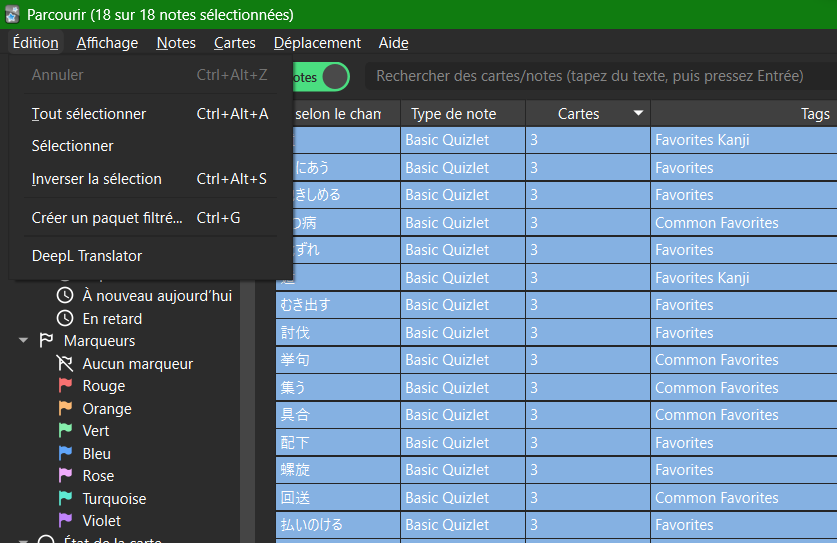 Parcourir (18 sur 18 notes sélectionnées)
Édition Affichage Notes Cartes Déplacement Aide
Annuler Ctrl+Alt+Z
Tout sélectionner Ctrl+Alt+A
Sélectionner
Inverser la sélection Ctrl+Alt+S
Créer un paquet filtré... Ctrl+G
DeepL Translator
À nouveau aujourd'hui
En retard
Marqueurs
Aucun marqueur
Rouge
Orange
Vert
Bleu
Rose
Turquoise
Violet
État de la carte
otes Rechercher des cartes/notes (tapez du texte, puis pressez Entrée)
selon le chan Type de note Cartes Tags
Basic Quizlet 3 Favorites Kanji
にあう Basic Quizlet 3 Favorites
きしめる Basic Quizlet 3 Favorites
の病 Basic Quizlet 3 Common Favorites
ずれ Basic Quizlet 3 Favorites
Basic Quizlet 3 Favorites Kanji
むき出す Basic Quizlet 3 Favorites
討伐 Basic Quizlet 3 Favorites
挙句 Basic Quizlet 3 Common Favorites
集う Basic Quizlet 3 Common Favorites
具合 Basic Quizlet 3 Common Favorites
配下 Basic Quizlet 3 Favorites
螺旋 Basic Quizlet 3 Favorites
回送 Basic Quizlet 3 Common Favorites
払いのける Basic Quizlet 3 Favorites